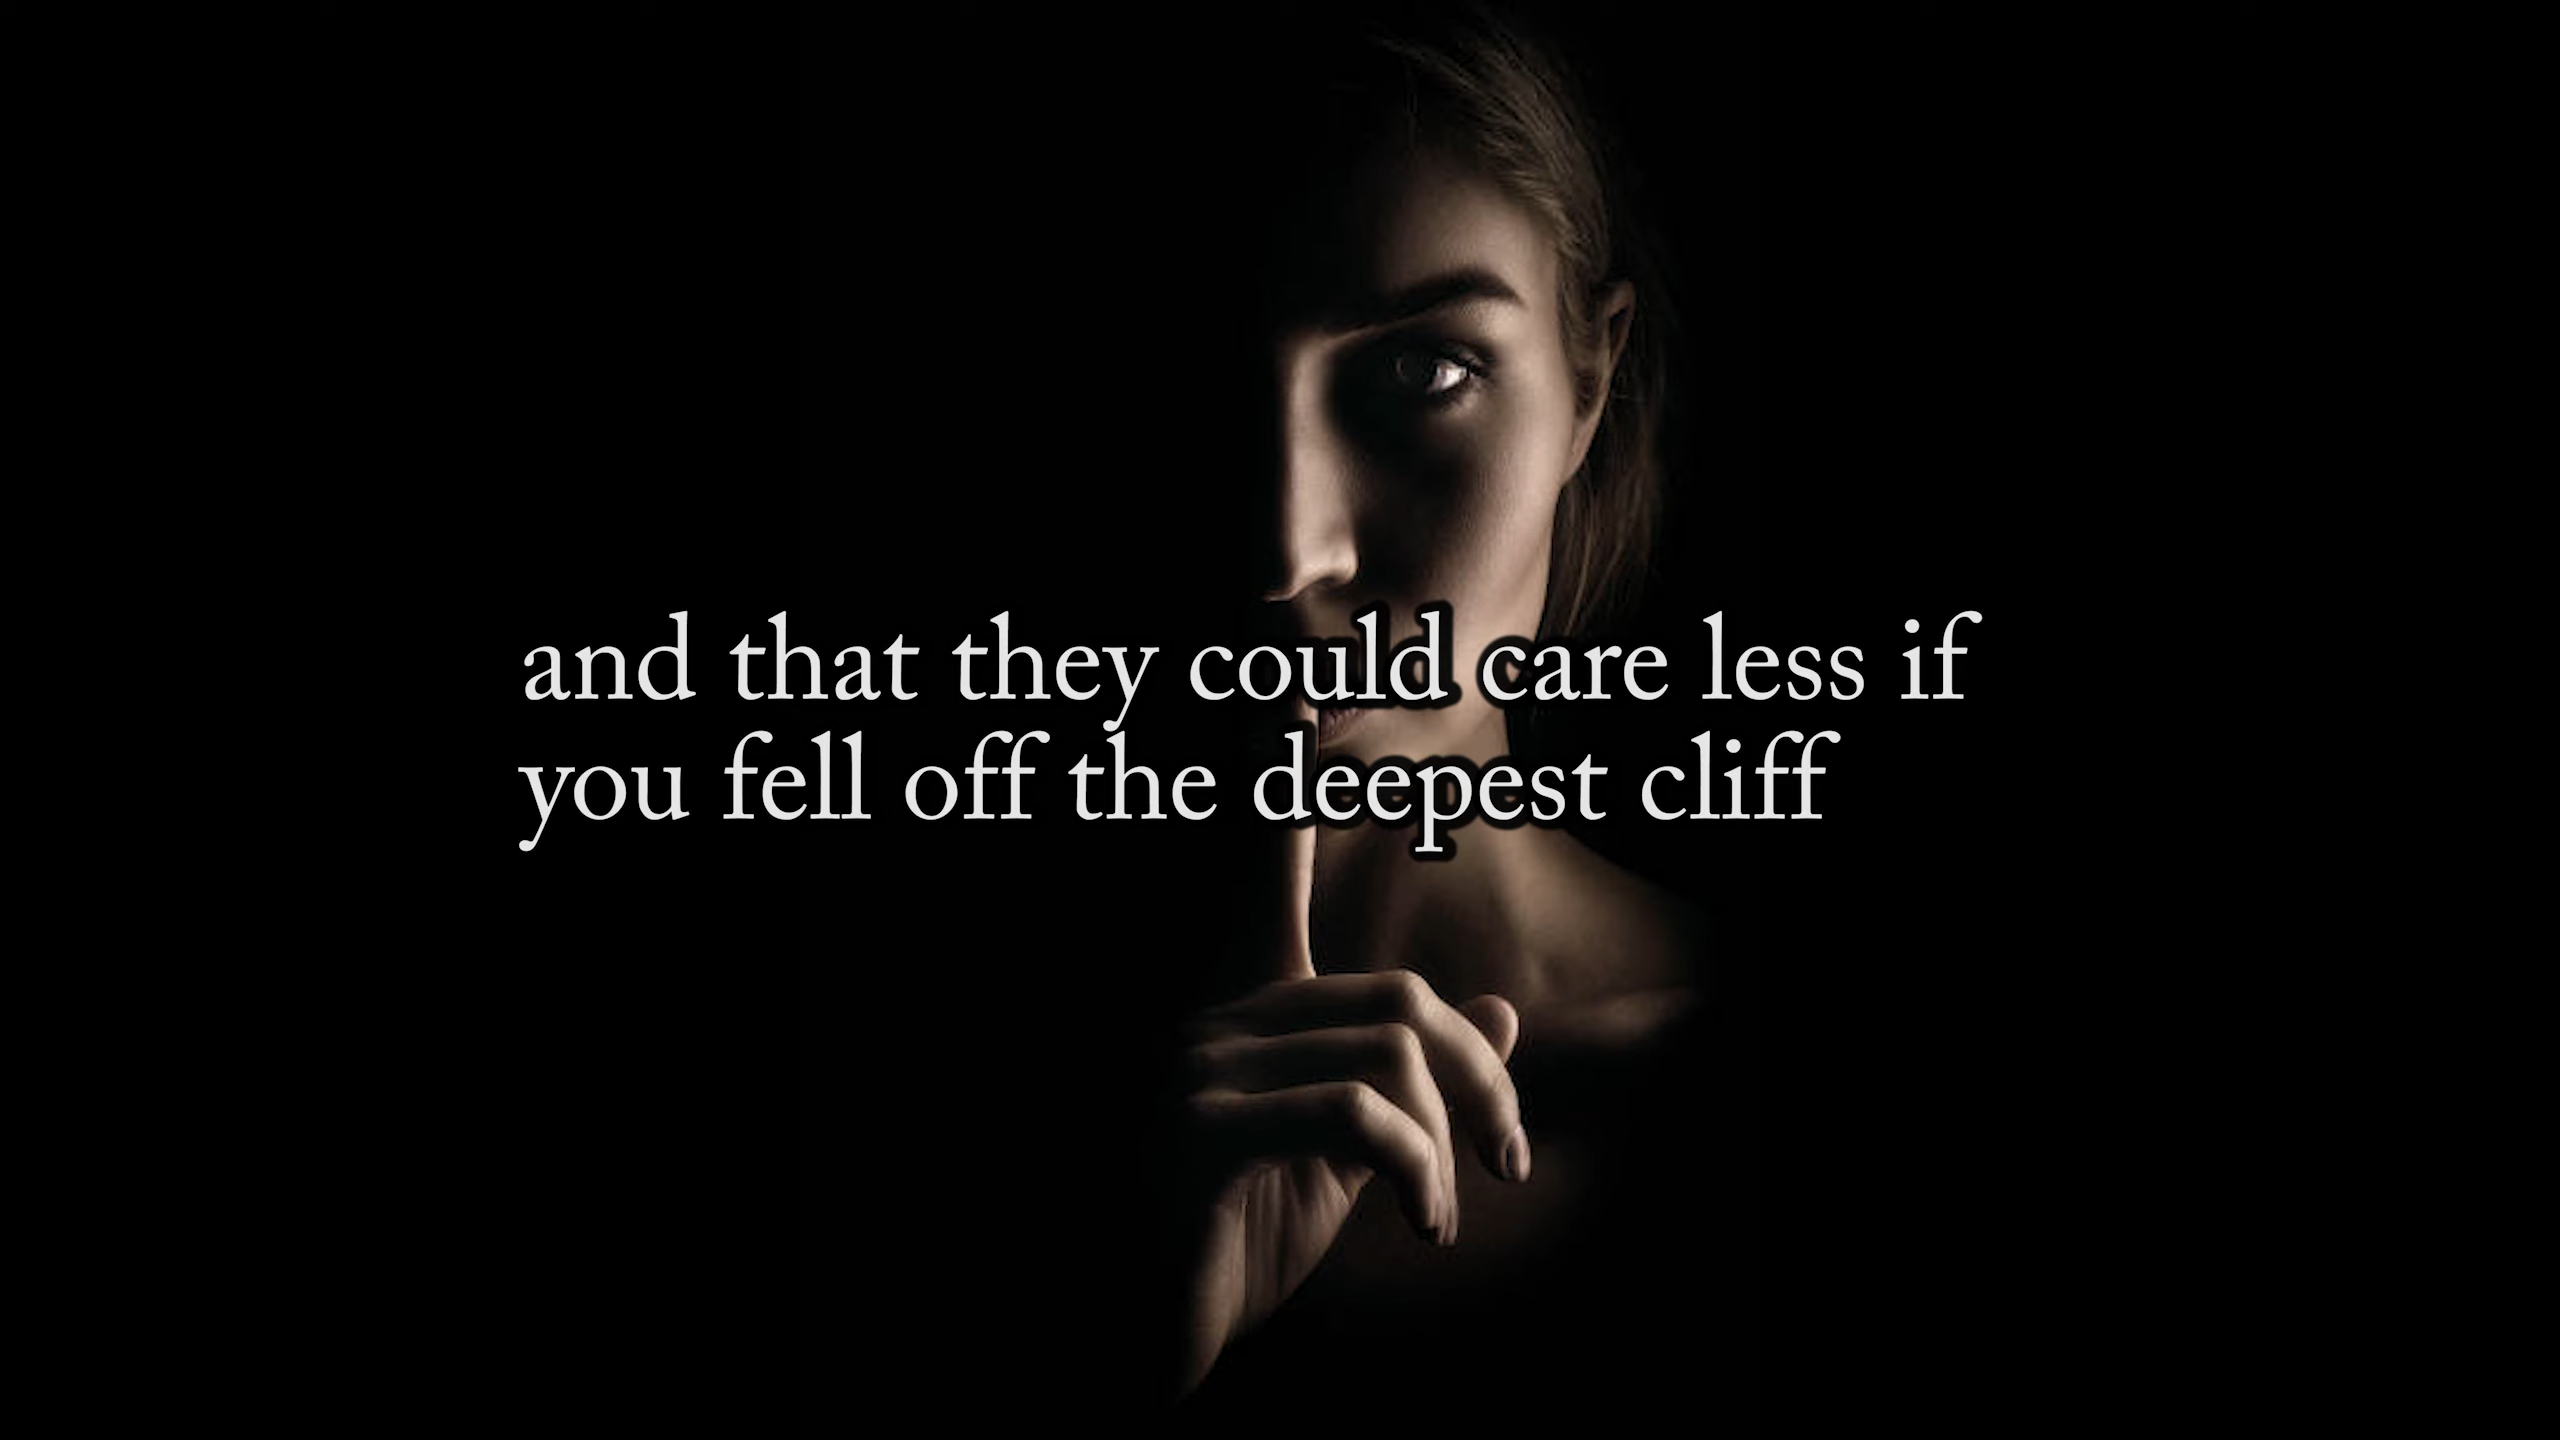 and that they could care less if
you fell off the deepest cliff